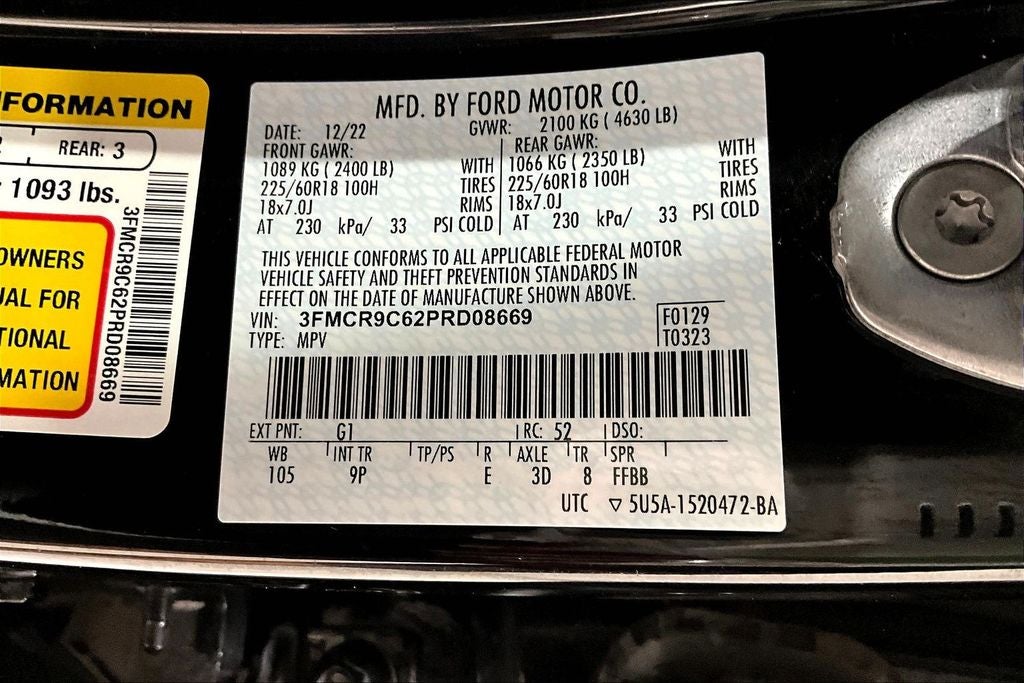 FORMATION
REAR: 3
1093 lbs.
3FMCR9C62PRD08669
OWNERS
UAL FOR
TIONAL
MATION
MFD. BY FORD MOTOR CO.
DATE: 12/22 GVWR: 2100 KG ( 4630 LB)
FRONT GAWR: REAR GAWR:
1089 KG ( 2400 LB) WITH 1066 KG ( 2350 LB) WITH
225/60R18 100H TIRES 225/60R18 100H TIRES
18x7.0J RIMS 18x7.0J RIMS
AT 230 kPa/ 33 PSI COLD AT 230 kPa/ 33 PSI COLD
THIS VEHICLE CONFORMS TO ALL APPLICABLE FEDERAL MOTOR
VEHICLE SAFETY AND THEFT PREVENTION STANDARDS IN
EFFECT ON THE DATE OF MANUFACTURE SHOWN ABOVE.
VIN: 3FMCR9C62PRD08669 F0129
TYPE: MPV T0323
EXT PNT: G1 RC: 52 DSO:
WB INT TR TP/PS R AXLE TR SPR
105 9P E 3D 8 FFBB
UTC ▽ 5U5A-1520472-BA